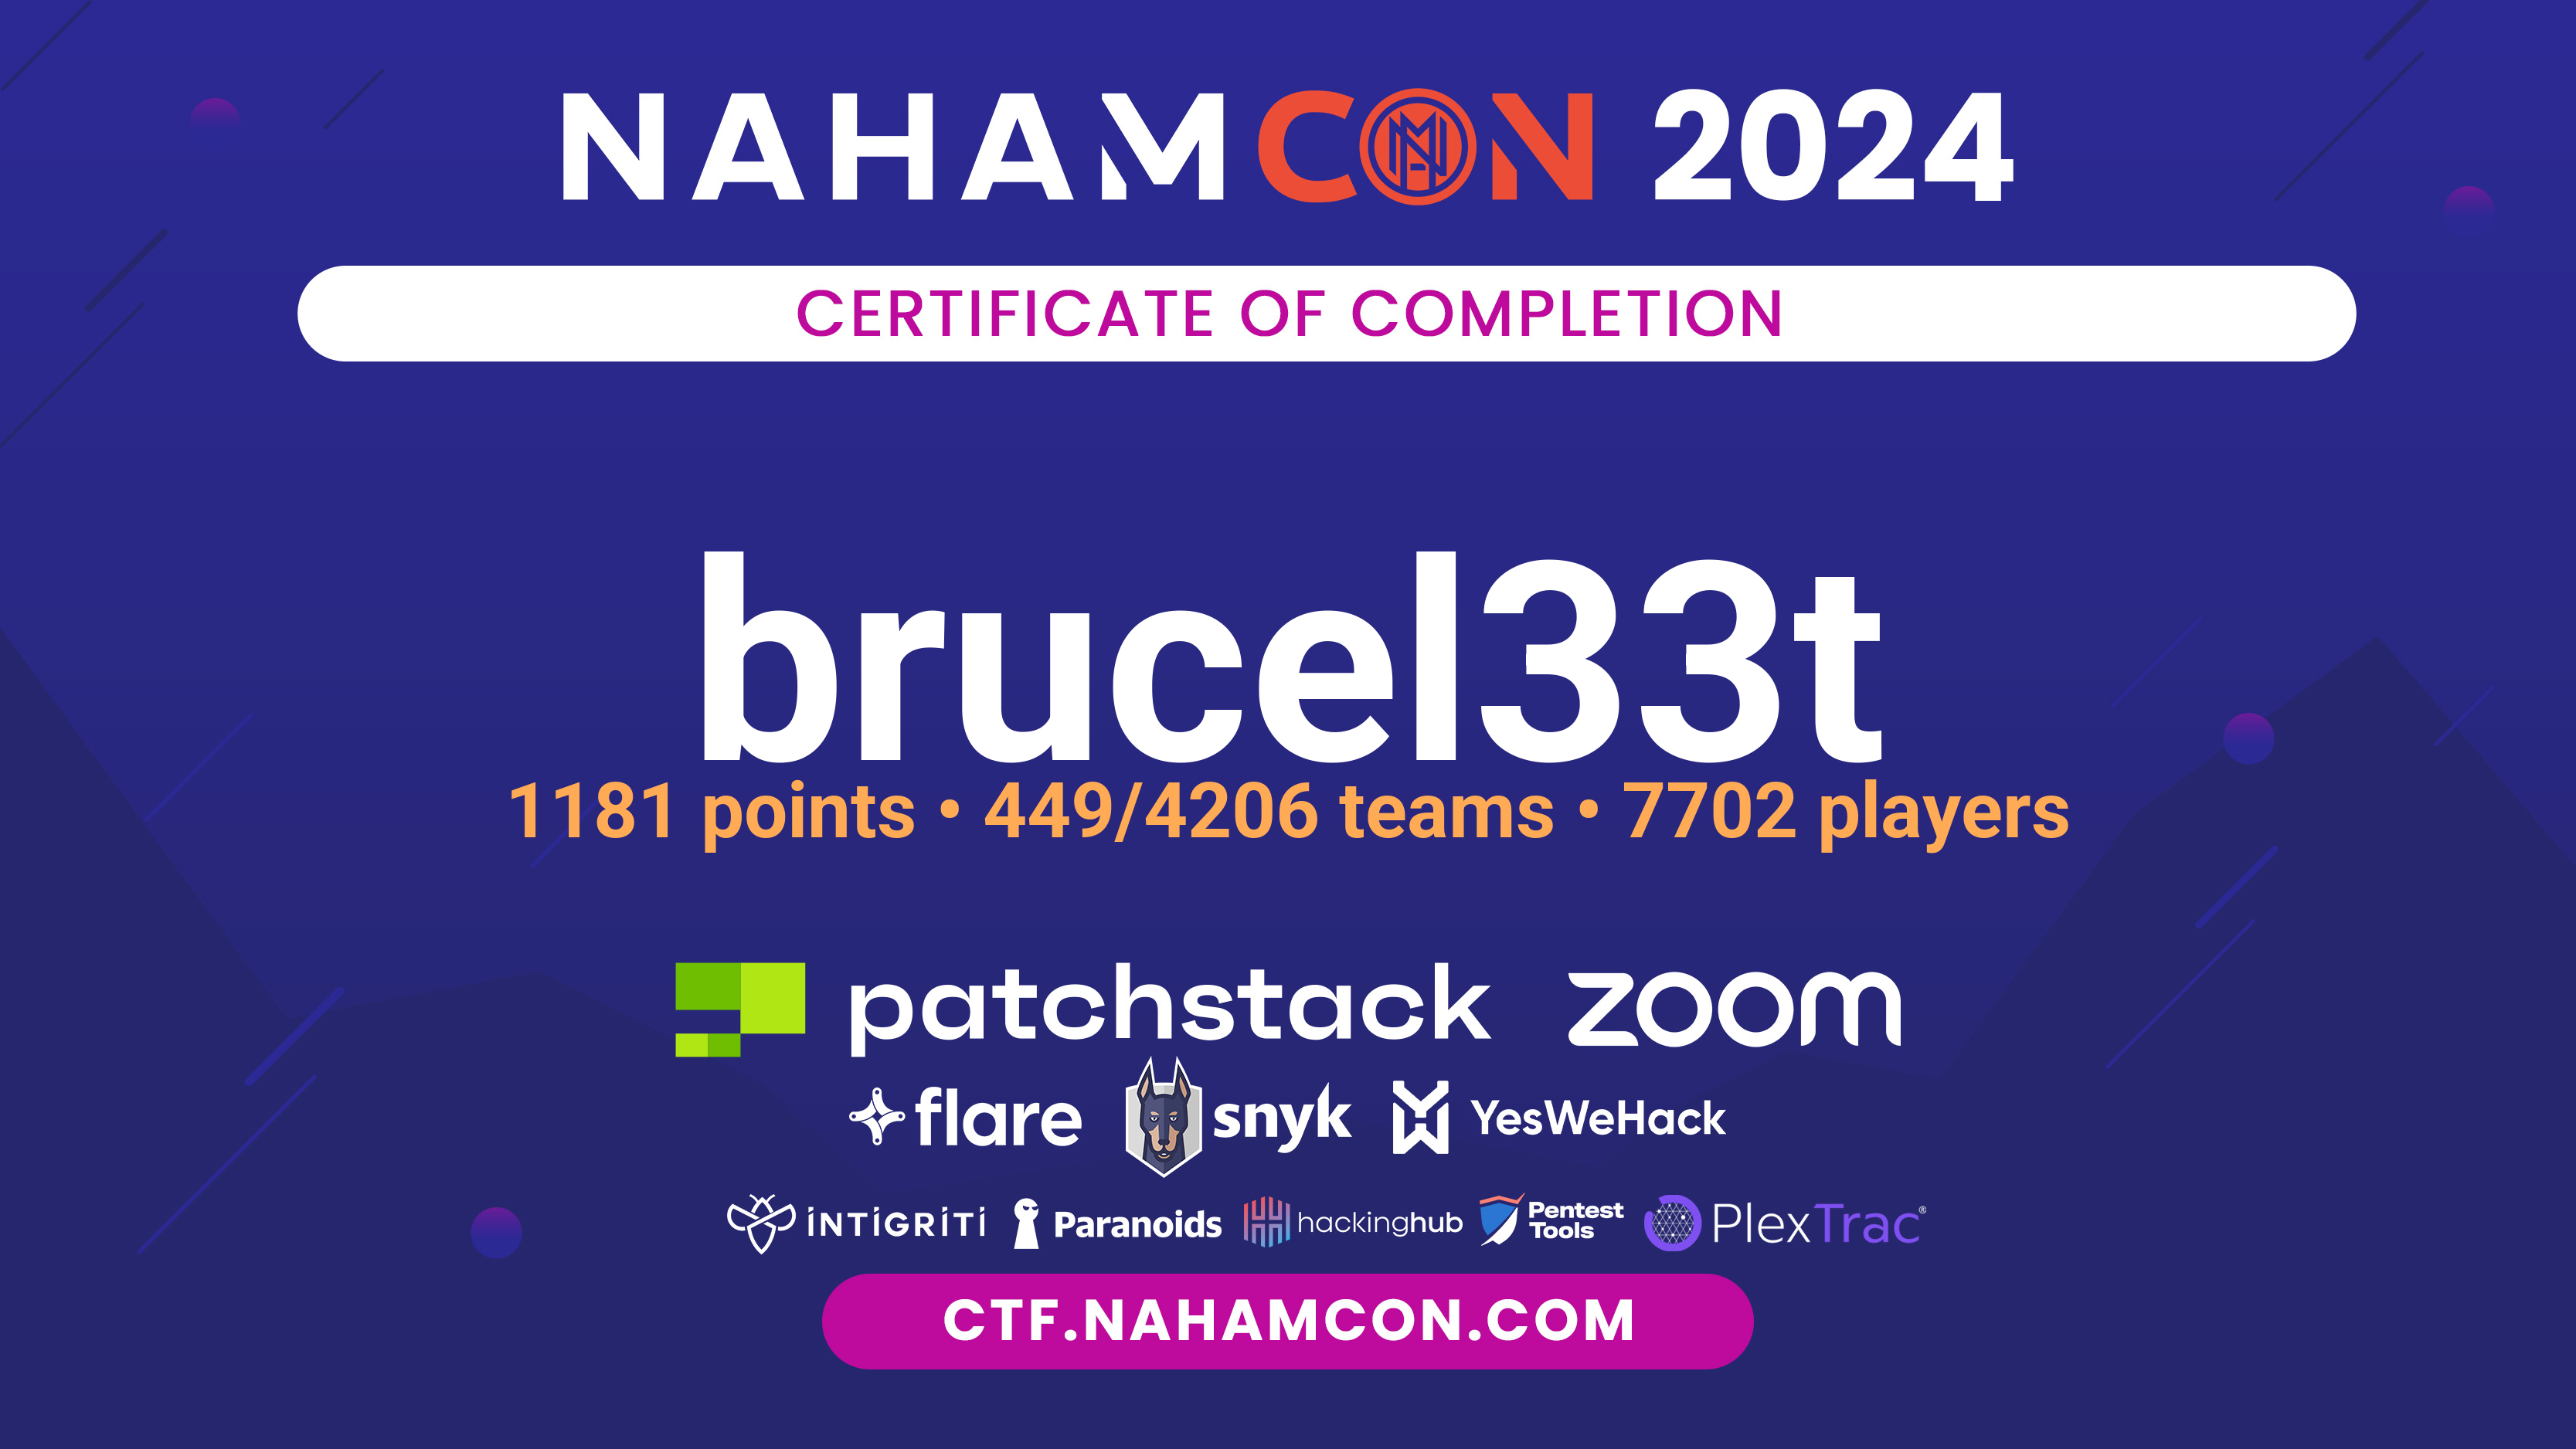 NAHAMCON 2024
CERTIFICATE OF COMPLETION
brucel33t
1181 points • 449/4206 teams • 7702 players
patchstack zoom
flare snyk YesWeHack
INTIGRITI Paranoids hackinghub Pentest Tools PlexTrac®
CTF.NAHAMCON.COM